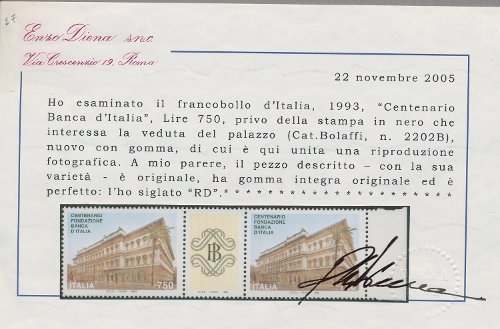 27
Enzo Diena s.n.c.
Via Crescenzio 19, Roma
22 novembre 2005
Ho esaminato il francobollo d'Italia, 1993, "Centenario
Banca d'Italia", Lire 750, privo della stampa in nero che
interessa la veduta del palazzo (Cat.Bolaffi, n. 2202B),
nuovo con gomma, di cui è qui unita una riproduzione
fotografica. A mio parere, il pezzo descritto - con la sua
varietà - è originale, ha gomma integra originale ed è
perfetto: l'ho siglato "RD". * * * * * * * * * * * * * * * * * * * * *
CENTENARIO
FONDAZIONE
BANCA
D'ITALIA
ITALIA 750
B
CENTENARIO
FONDAZIONE
BANCA
D'ITALIA
ITALIA